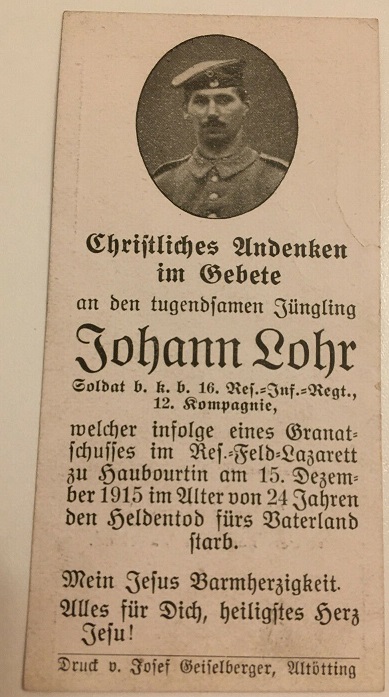 Christliches Andenken
im Gebete
an den tugendsamen Jüngling
Johann Lohr
Soldat b. k. b. 16. Res.-Inf.-Regt.,
12. Kompagnie,
welcher infolge eines Granat-
schusses im Res.-Feld-Lazarett
zu Haubourtin am 15. Dezem-
ber 1915 im Alter von 24 Jahren
den Heldentod fürs Vaterland
starb.
Mein Jesus Barmherzigkeit.
Alles für Dich, heiligstes Herz
Jesu!
Druck v. Josef Geiselberger, Altötting